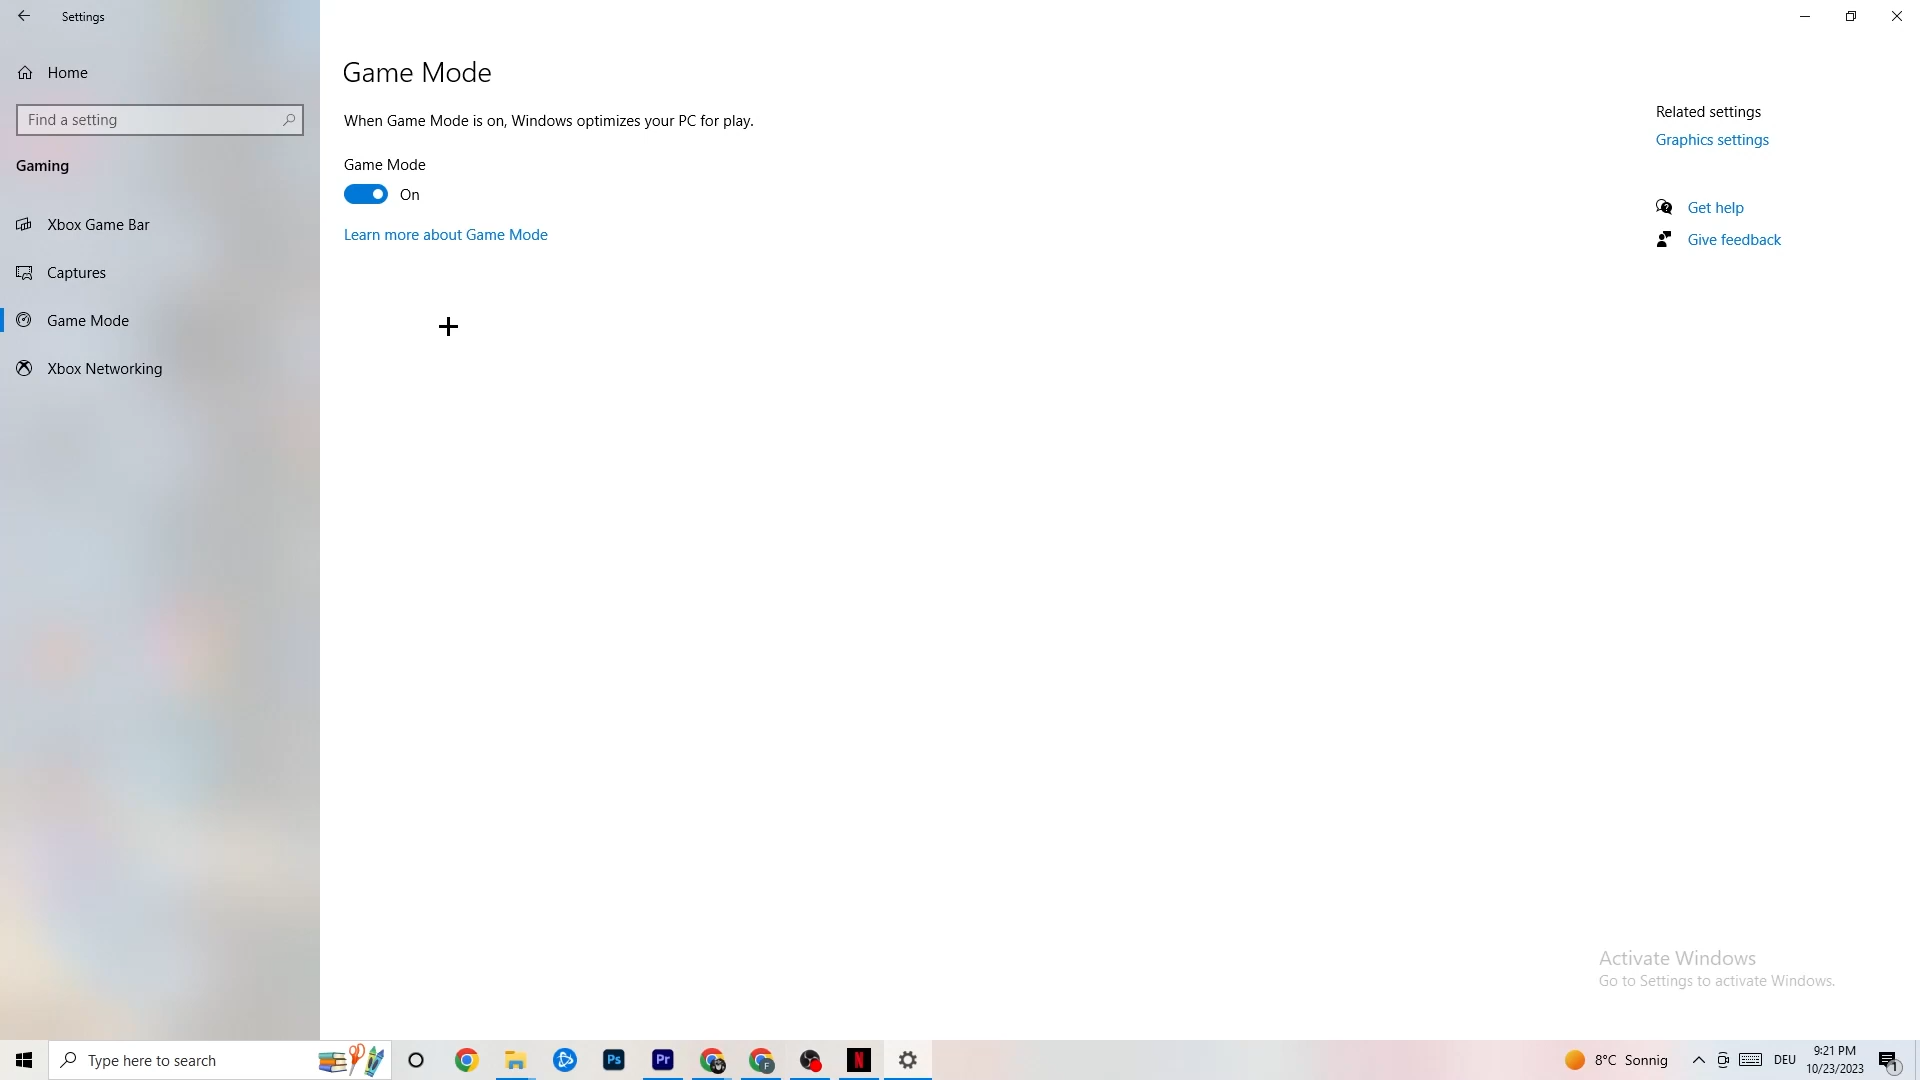 Settings
Home
Find a setting
Gaming
Xbox Game Bar
Captures
Game Mode
Xbox Networking
Game Mode
When Game Mode is on, Windows optimizes your PC for play.
Game Mode
On
Learn more about Game Mode
Related settings
Graphics settings
Get help
Give feedback
Activate Windows
Go to Settings to activate Windows.
Type here to search
Ps
Pr
F
N
8°C Sonnig
DEU
9:21 PM
10/23/2023
1